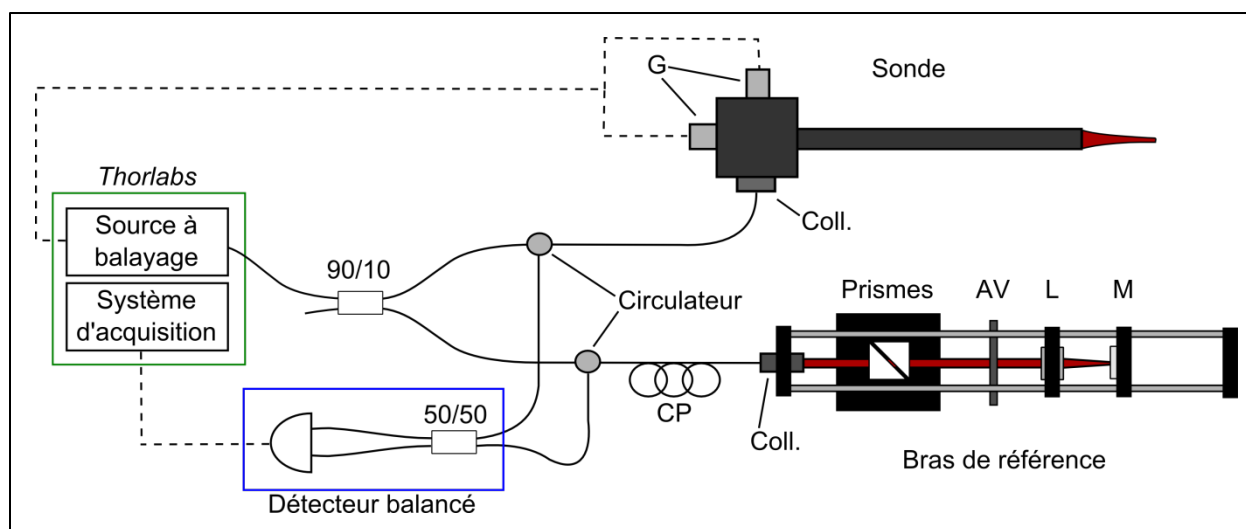 G
Sonde
Thorlabs
Source à
balayage
Système
d'acquisition
90/10
Coll.
Circulateur
Prismes
AV
L
M
CP
Coll.
50/50
Détecteur balancé
Bras de référence